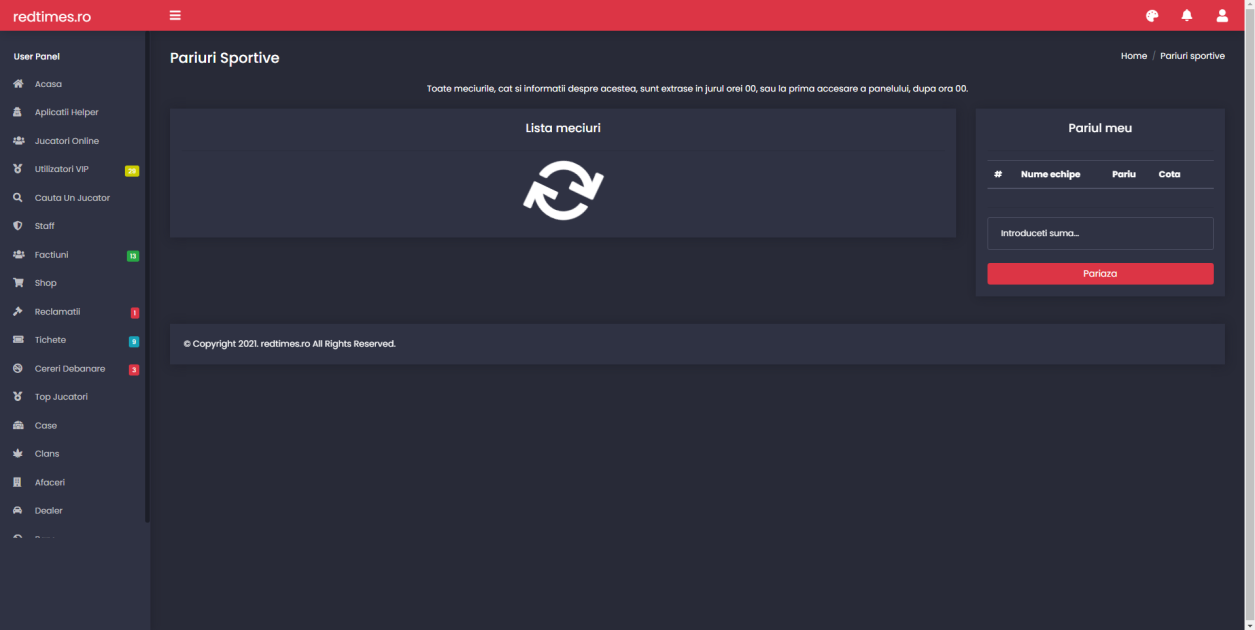 redtimes.ro
User Panel
Acasa
Aplicatii Helper
Jucatori Online
Utilizatori VIP 29
Cauta Un Jucator
Staff
Factiuni 13
Shop
Reclamatii 1
Tichete 9
Cereri Debanare 3
Top Jucatori
Case
Clans
Afaceri
Dealer
Pariuri Sportive
Home / Pariuri sportive
Toate meciurile, cat si informatii despre acestea, sunt extrase in jurul orei 00, sau la prima accesare a panelului, dupa ora 00.
Lista meciuri
Pariul meu
# Nume echipe Pariu Cota
Introduceti suma...
Pariaza
© Copyright 2021. redtimes.ro All Rights Reserved.